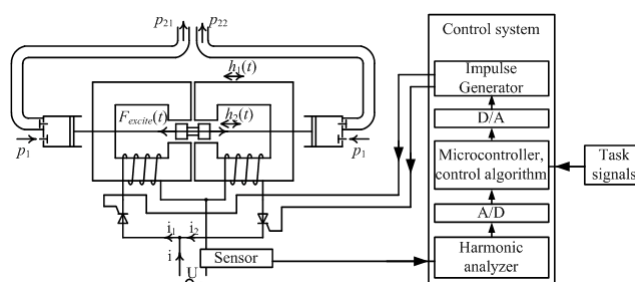 p21
p22
Control system
h1(t)
Impulse
Generator
Fexcite(t)
h2(t)
D/A
p1
p1
Microcontroller,
control algorithm
Task
signals
A/D
i1
i2
i
Sensor
Harmonic
analyzer
U